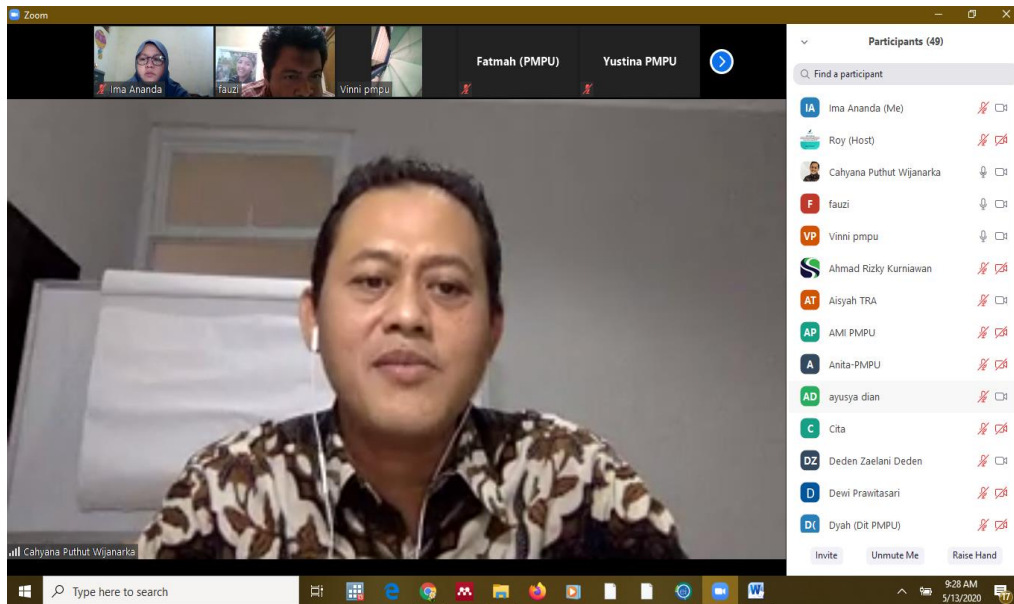 Zoom
Ima Ananda
fauzi
Vinni pmpu
Fatmah (PMPU)
Yustina PMPU
Cahyana Puthut Wijanarka
Participants (49)
Find a participant
IA Ima Ananda (Me)
Roy (Host)
Cahyana Puthut Wijanarka
F fauzi
VP Vinni pmpu
Ahmad Rizky Kurniawan
AT Aisyah TRA
AP AMI PMPU
A Anita-PMPU
AD ayusya dian
C Cita
DZ Deden Zaelani Deden
D Dewi Prawitasari
D( Dyah (Dit PMPU)
Invite Unmute Me Raise Hand
Type here to search
9:28 AM
5/13/2020
17